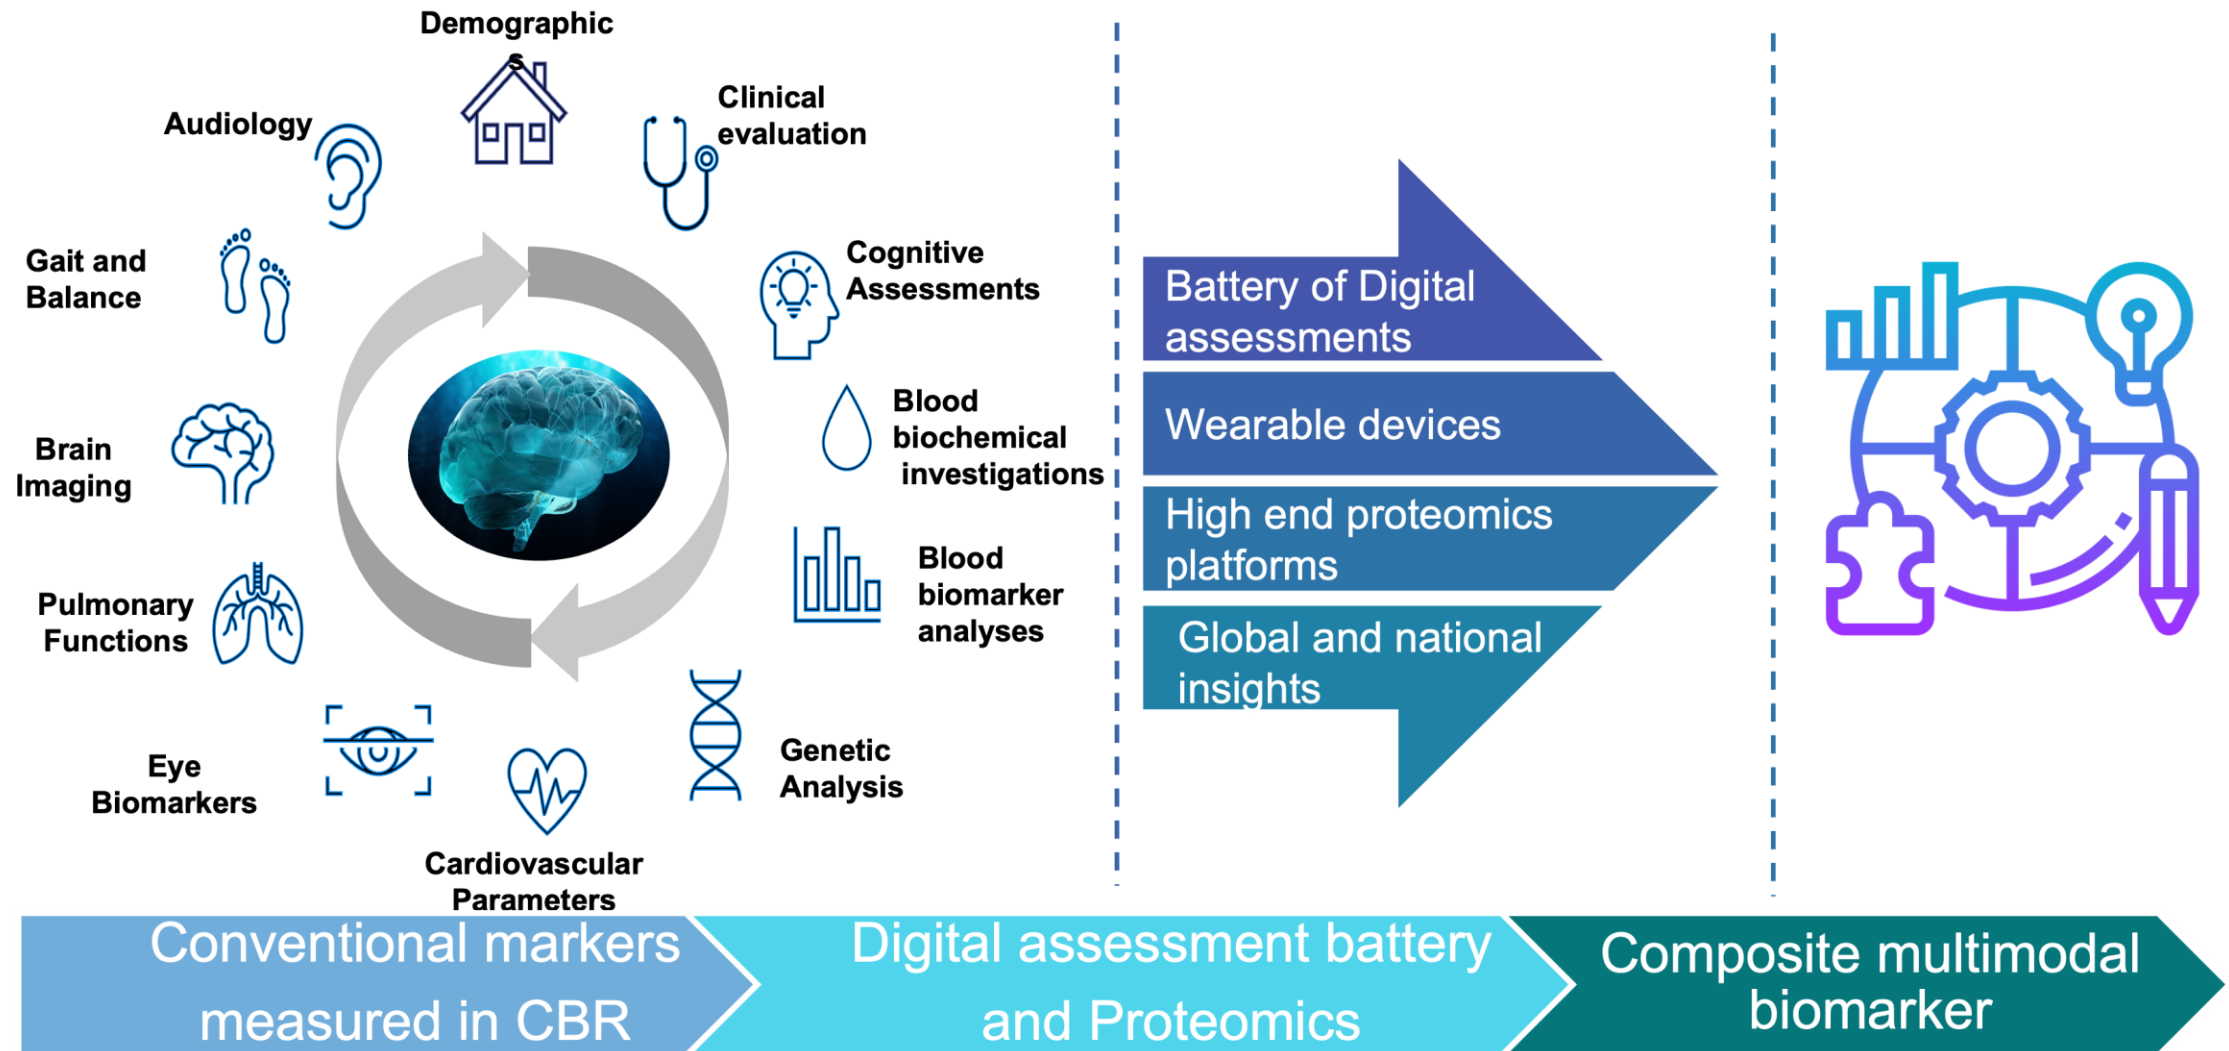 Demographic
s
Clinical
evaluation
Audiology
Cognitive
Assessments
Gait and
Balance
Blood
biochemical
investigations
Brain
Imaging
Blood
biomarker
analyses
Pulmonary
Functions
Genetic
Analysis
Eye
Biomarkers
Cardiovascular
Parameters
Battery of Digital
assessments
Wearable devices
High end proteomics
platforms
Global and national
insights
Conventional markers
measured in CBR
Digital assessment battery
and Proteomics
Composite multimodal
biomarker